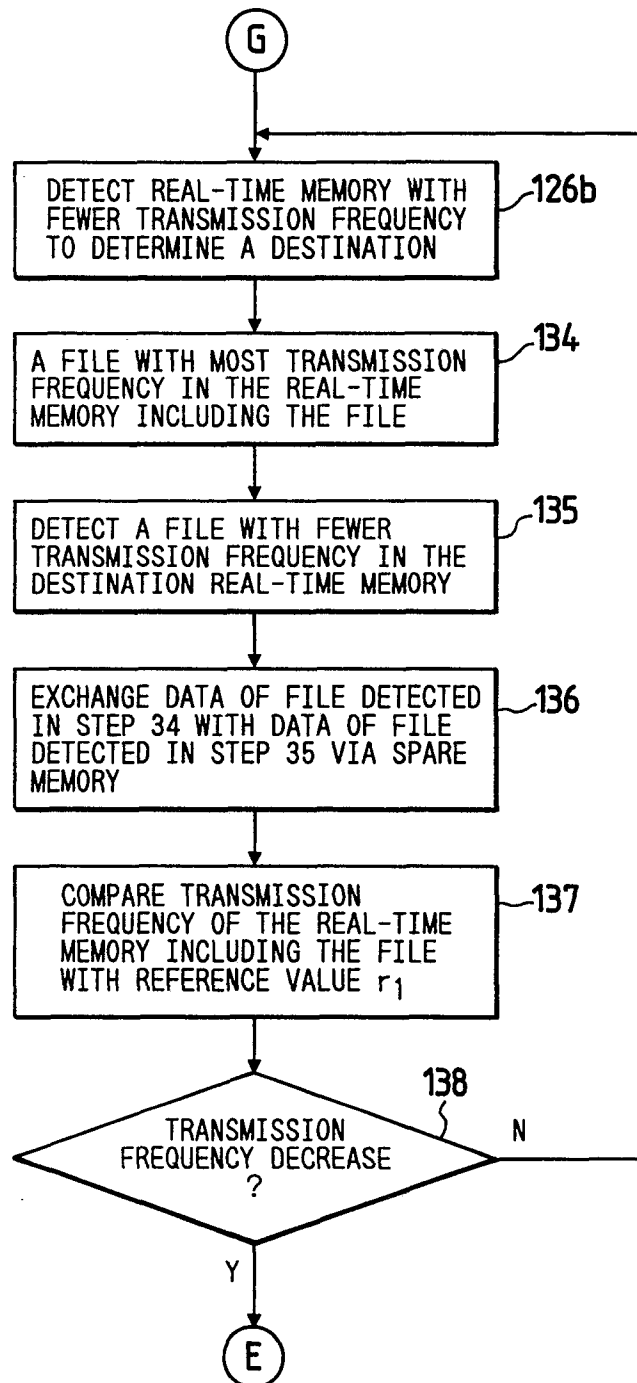 G
DETECT REAL-TIME MEMORY WITH
FEWER TRANSMISSION FREQUENCY
TO DETERMINE A DESTINATION
126b
A FILE WITH MOST TRANSMISSION
FREQUENCY IN THE REAL-TIME
MEMORY INCLUDING THE FILE
134
DETECT A FILE WITH FEWER
TRANSMISSION FREQUENCY IN THE
DESTINATION REAL-TIME MEMORY
135
EXCHANGE DATA OF FILE DETECTED
IN STEP 34 WITH DATA OF FILE
DETECTED IN STEP 35 VIA SPARE
MEMORY
136
COMPARE TRANSMISSION
FREQUENCY OF THE REAL-TIME
MEMORY INCLUDING THE FILE
WITH REFERENCE VALUE r1
137
138
TRANSMISSION
FREQUENCY DECREASE
?
N
Y
E